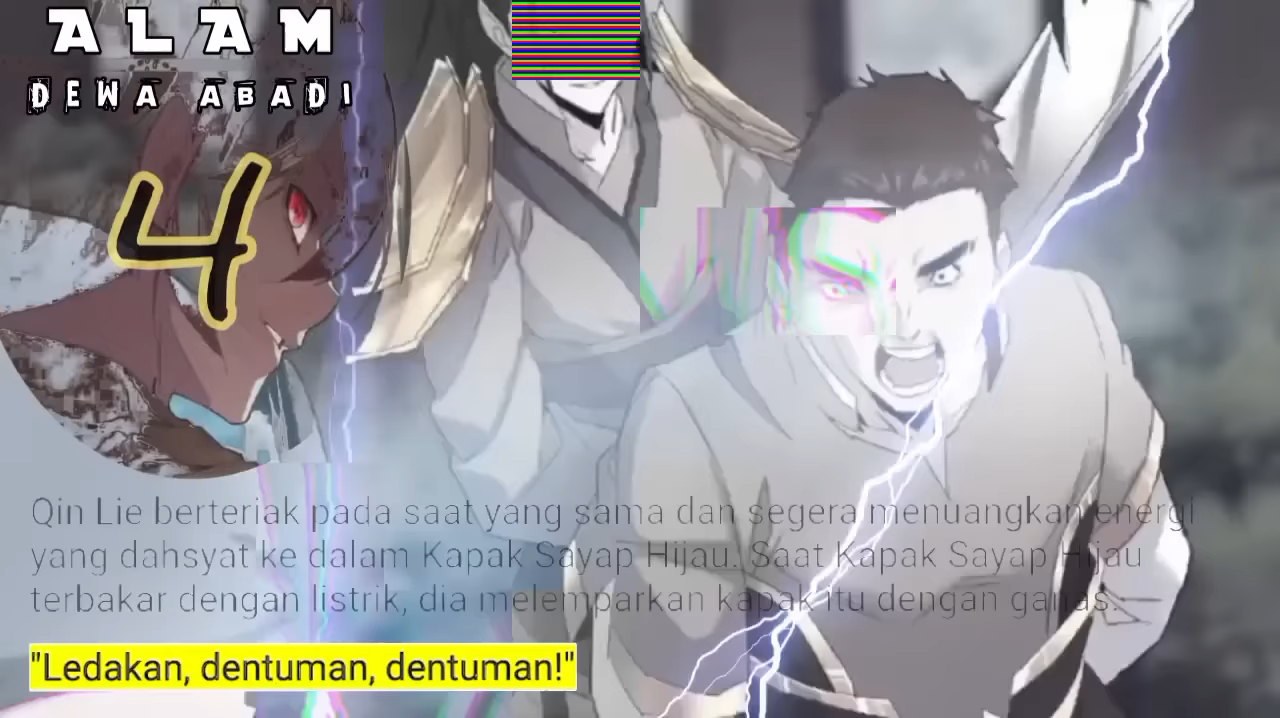 ALAM
DEWA ABADI
4
Qin Lie berteriak pada saat yang sama dan segera menuangkan energi
yang dahsyat ke dalam Kapak Sayap Hijau. Saat Kapak Sayap Hijau
terbakar dengan listrik, dia melemparkan kapak itu dengan ganas.
"Ledakan, dentuman, dentuman!"